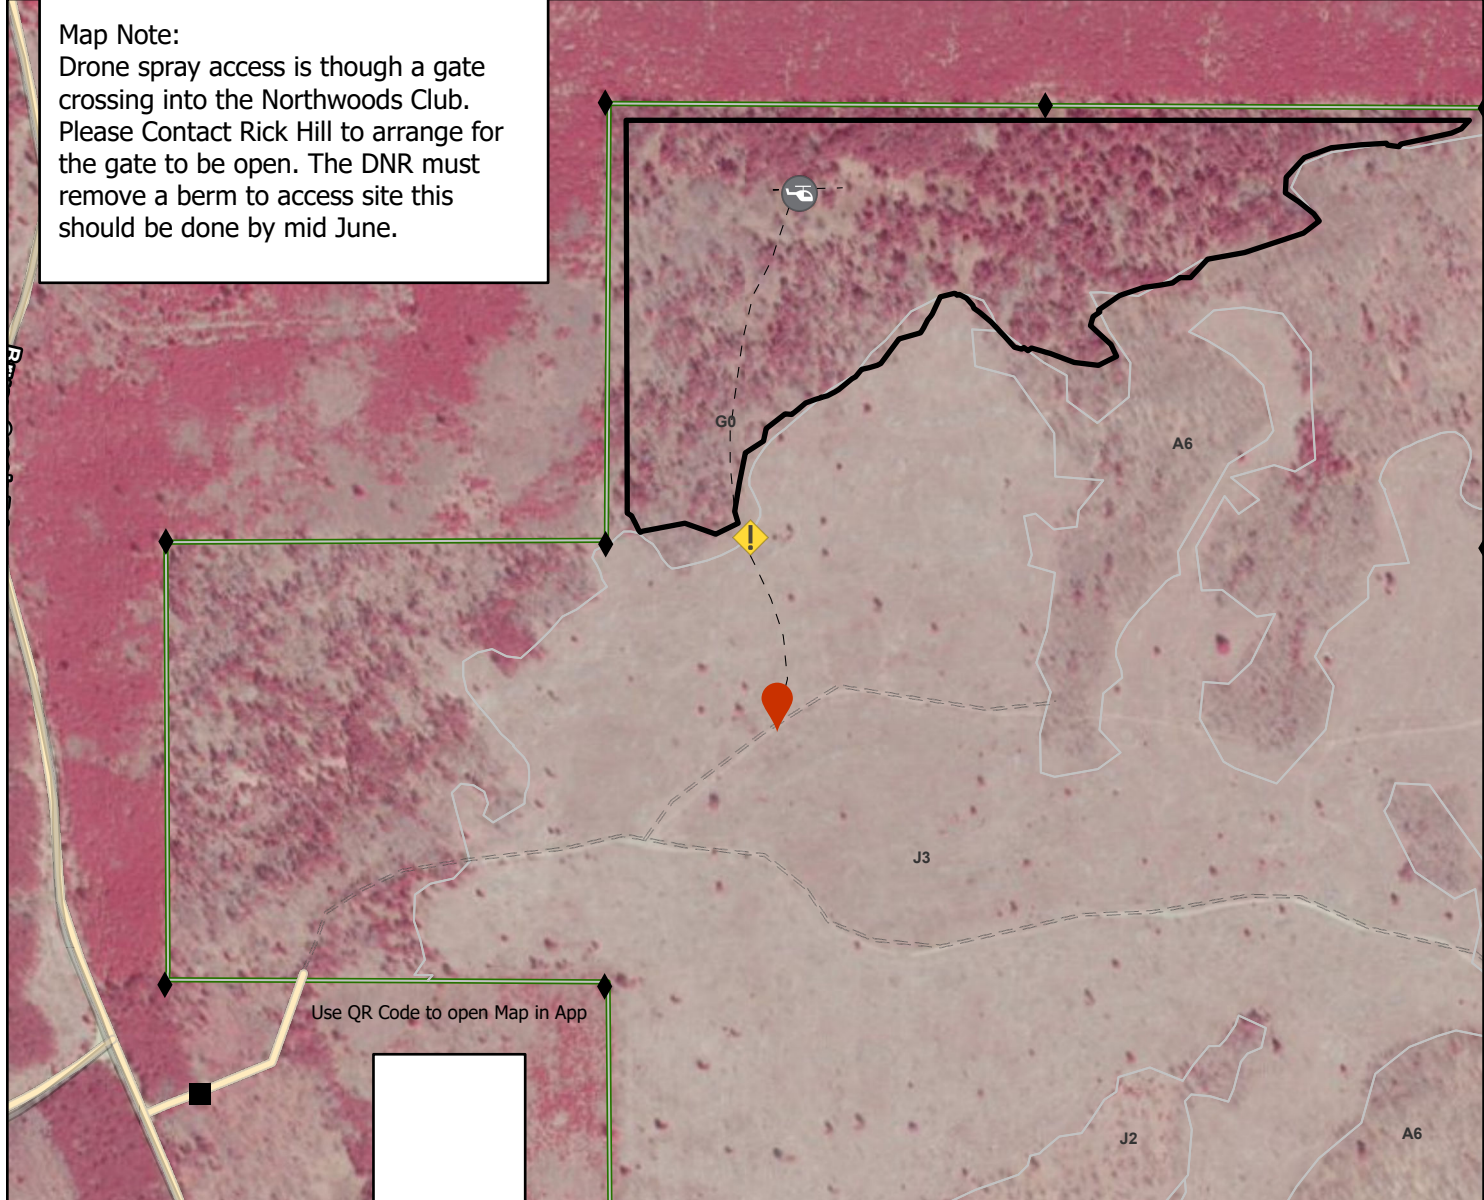 Map Note:
Drone spray access is though a gate
crossing into the Northwoods Club.
Please Contact Rick Hill to arrange for
the gate to be open. The DNR must
remove a berm to access site this
should be done by mid June.
G0
A6
J3
Use QR Code to open Map in App
J2
A6